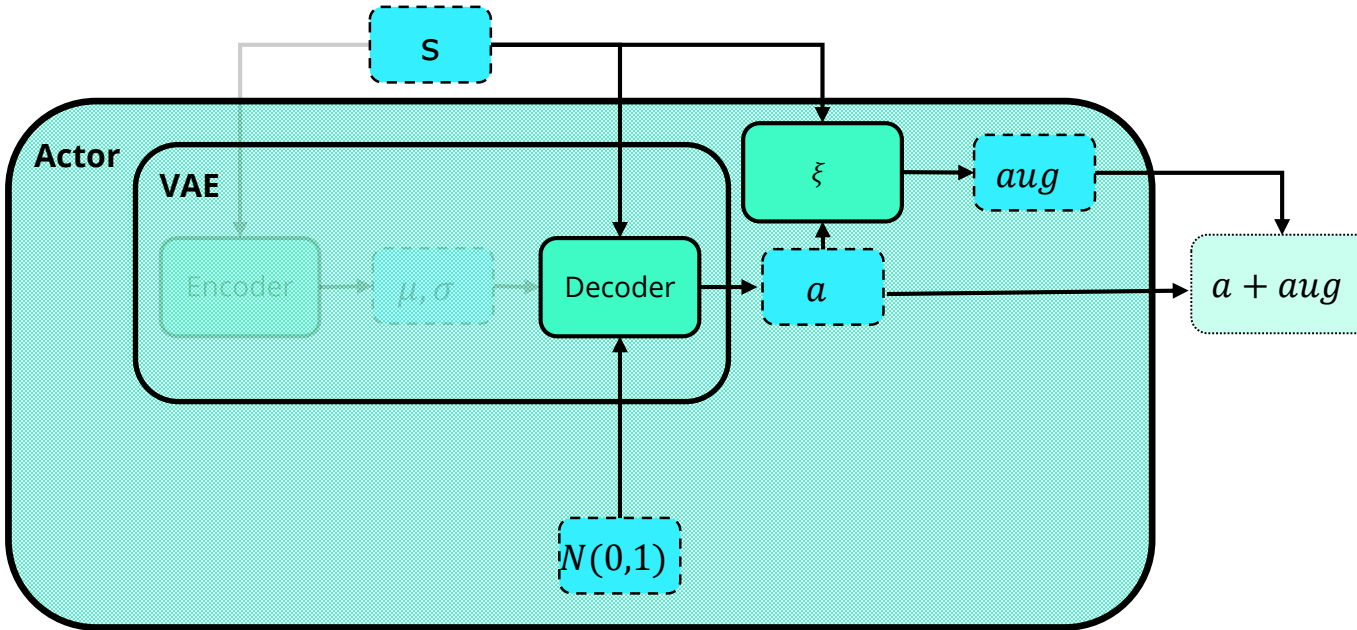 s
Actor
VAE
ξ
aug
Encoder
μ, σ
Decoder
a
a + aug
N(0,1)